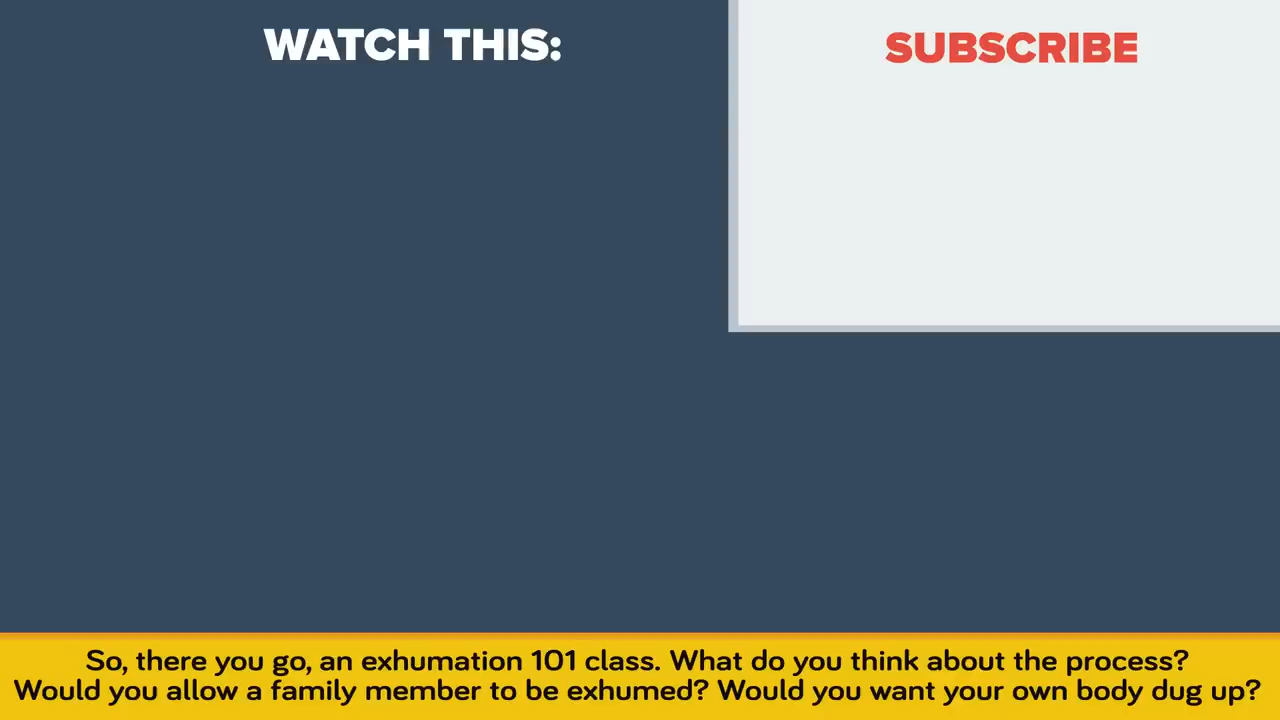 WATCH THIS:
SUBSCRIBE
So, there you go, an exhumation 101 class. What do you think about the process?
Would you allow a family member to be exhumed? Would you want your own body dug up?